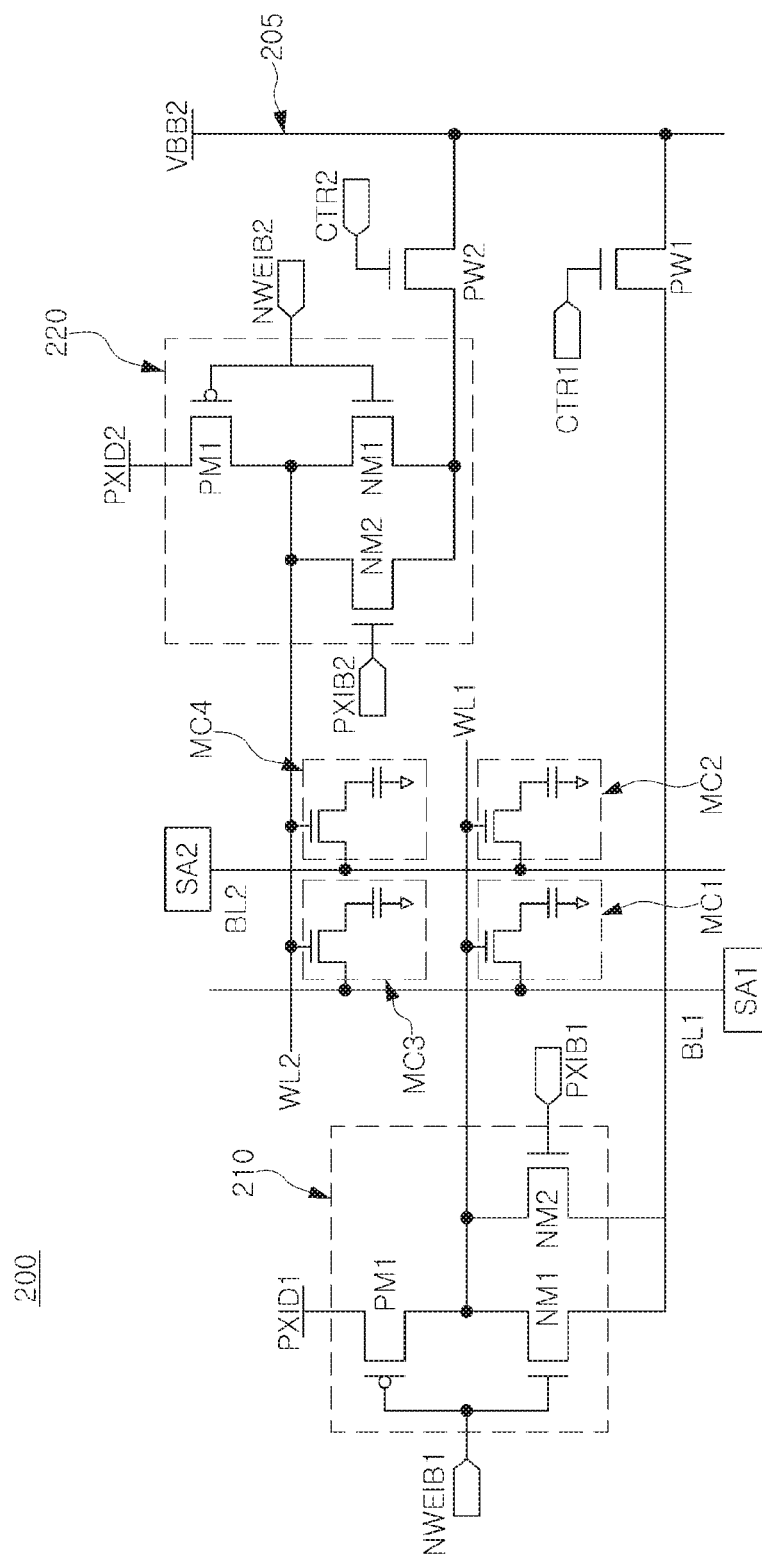 200
VBB2
205
CTR2
PW2
CTR1
PW1
NWEIB2
220
PXID2
PM1
NM1
NM2
PXIB2
MC4
SA2
BL2
WL1
MC2
MC1
SA1
BL1
WL2
MC3
PXIB1
210
PXID1
PM1
NM2
NM1
NWEIB1